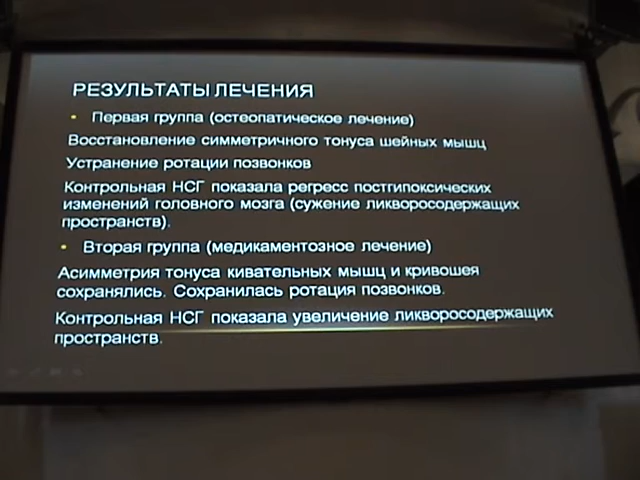 РЕЗУЛЬТАТЫ ЛЕЧЕНИЯ
• Первая группа (остеопатическое лечение)
Восстановление симметричного тонуса шейных мышц
Устранение ротации позвонков
Контрольная НСГ показала регресс постгипоксических
изменений головного мозга (сужение ликворосодержащих
пространств).
• Вторая группа (медикаментозное лечение)
Асимметрия тонуса кивательных мышц и кривошея
сохранялись. Сохранилась ротация позвонков.
Контрольная НСГ показала увеличение ликворосодержащих
пространств.